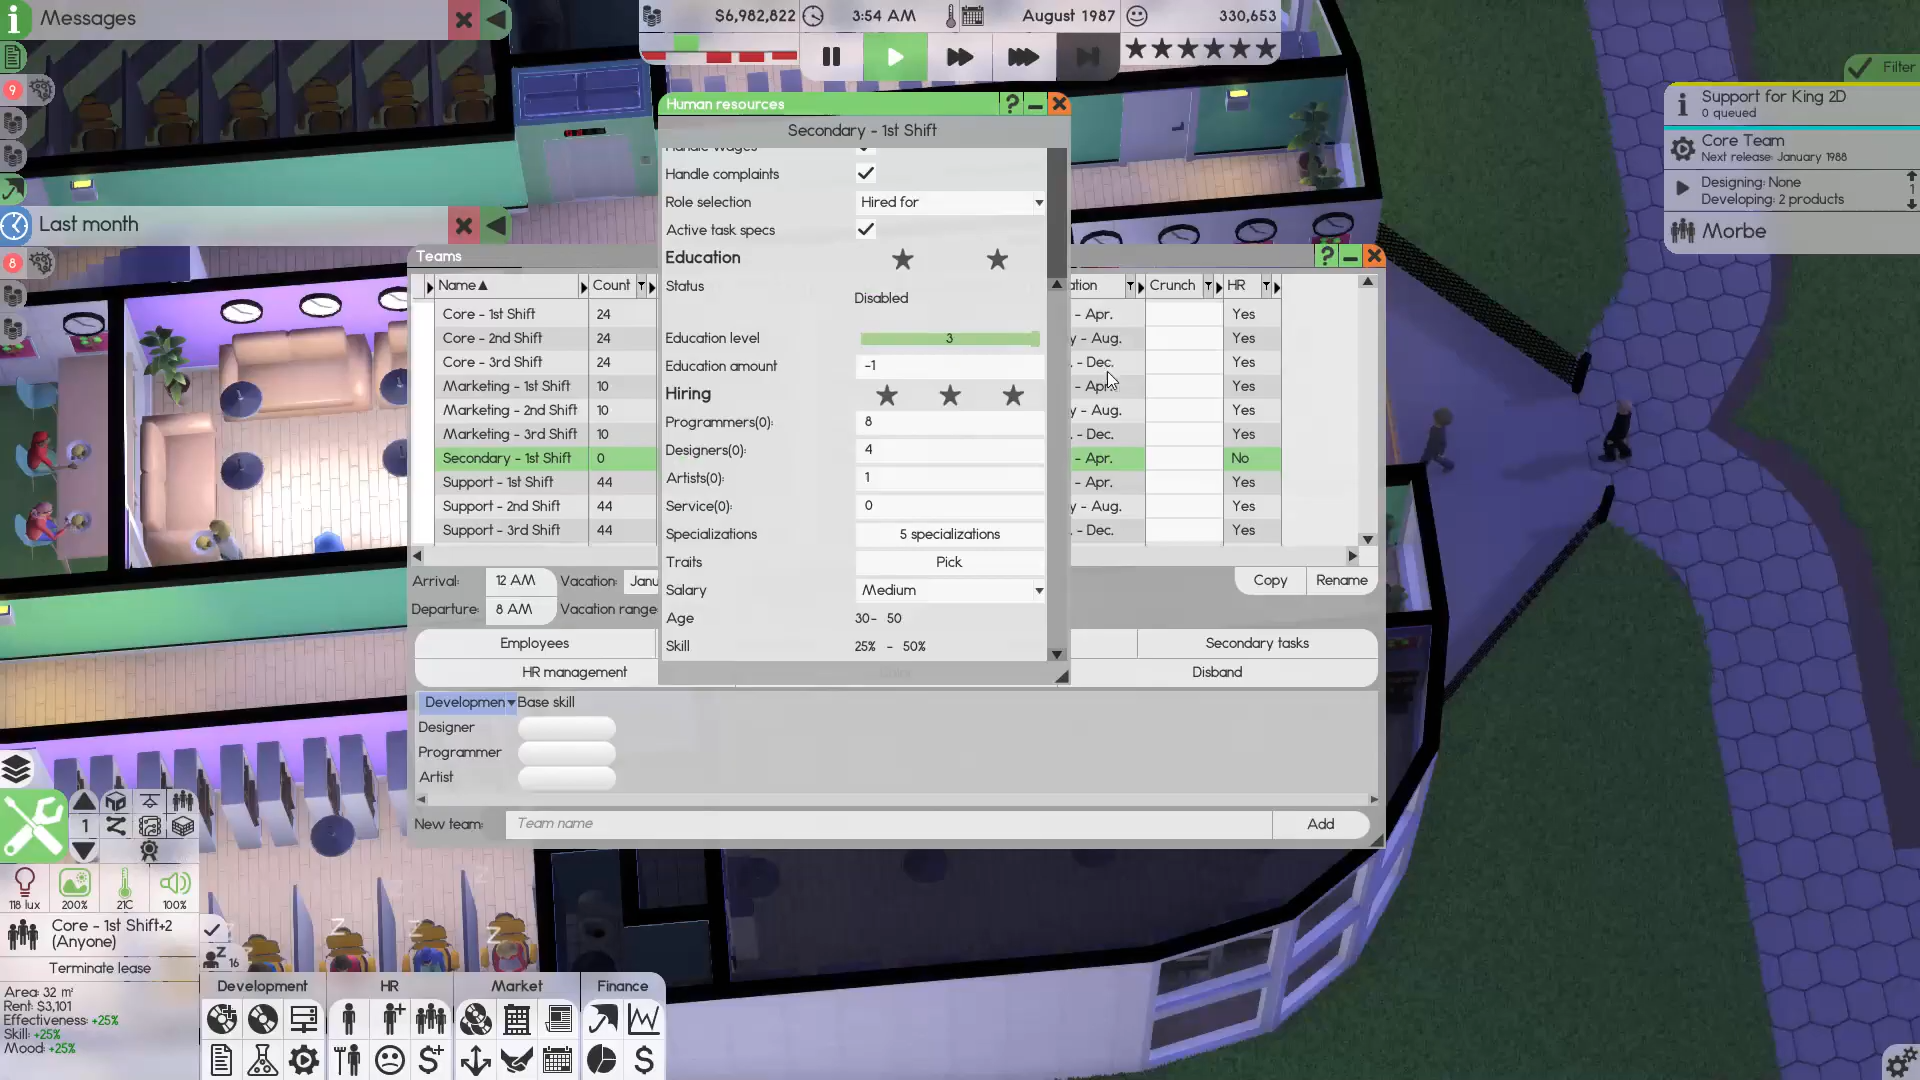 Messages
$6,982,822
3:54 AM
August 1987
330,653
Filter
9
Support for King 2D
0 queued
Core Team
Next release: January 1988
Designing: None
Developing: 2 products
1
Morbe
Last month
8
Human resources
?
Secondary - 1st Shift
Handle wages
Handle complaints
Role selection Hired for
Active task specs
Education
Status
Disabled
Education level 3
Education amount -1
Hiring
Programmers(0): 8
Designers(0): 4
Artists(0): 1
Service(0): 0
Specializations 5 specializations
Traits Pick
Salary Medium
Age 30- 50
Skill 25% - 50%
Teams
?
Name Count ation Crunch HR
Core - 1st Shift 24 - Apr. Yes
Core - 2nd Shift 24 y - Aug. Yes
Core - 3rd Shift 24 . - Dec. Yes
Marketing - 1st Shift 10 - Apr. Yes
Marketing - 2nd Shift 10 y - Aug. Yes
Marketing - 3rd Shift 10 . - Dec. Yes
Secondary - 1st Shift 0 - Apr. No
Support - 1st Shift 44 - Apr. Yes
Support - 2nd Shift 44 y - Aug. Yes
Support - 3rd Shift 44 . - Dec. Yes
Arrival: 12 AM Vacation: Janu
Copy Rename
Departure: 8 AM Vacation range
Employees Secondary tasks
HR management Disband
Developmen Base skill
Designer
Programmer
Artist
New team: Team name Add
1
118 lux 200% 21C 100%
Core - 1st Shift+2
(Anyone)
Z 16
Terminate lease
Area: 32 m²
Rent: $3,101
Effectiveness: +25%
Skill: +25%
Mood: +25%
Development HR Market Finance
Z
Z
Z
Z